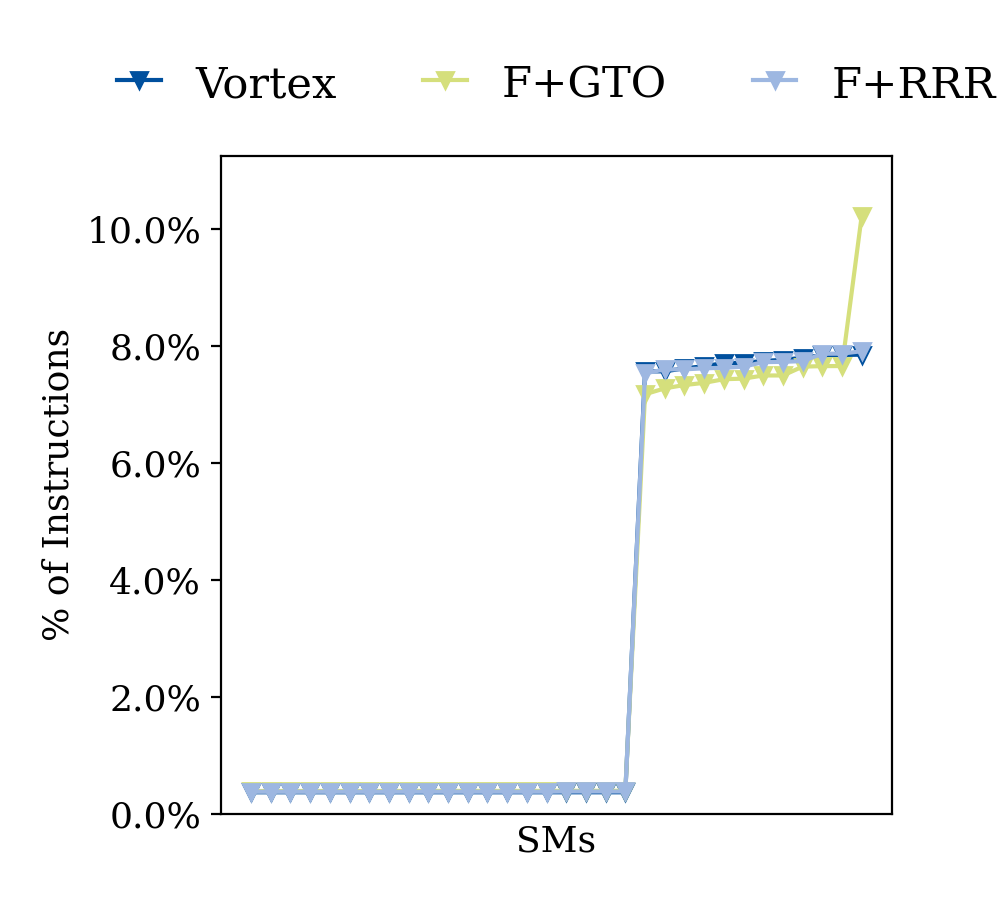 Vortex F+GTO F+RRR
10.0%
8.0%
6.0%
4.0%
2.0%
0.0%
% of Instructions
SMs